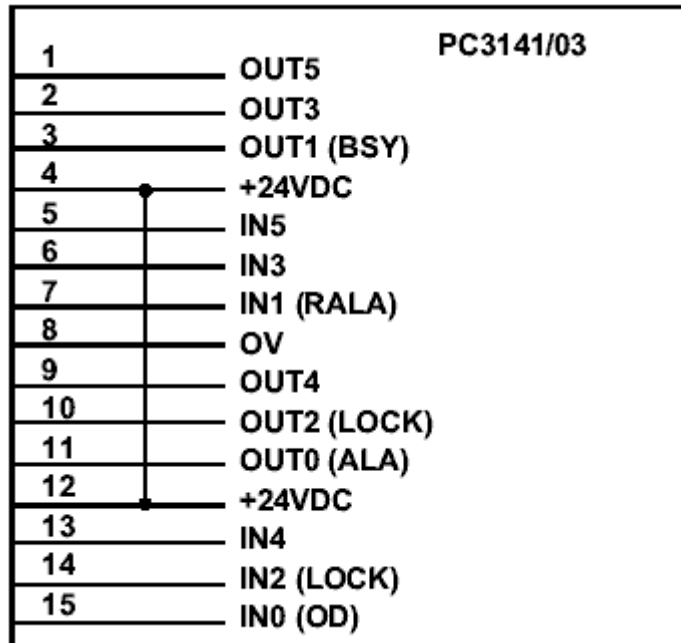 PC3141/03
1 OUT5
2 OUT3
3 OUT1 (BSY)
4 +24VDC
5 IN5
6 IN3
7 IN1 (RALA)
8 OV
9 OUT4
10 OUT2 (LOCK)
11 OUT0 (ALA)
12 +24VDC
13 IN4
14 IN2 (LOCK)
15 IN0 (OD)